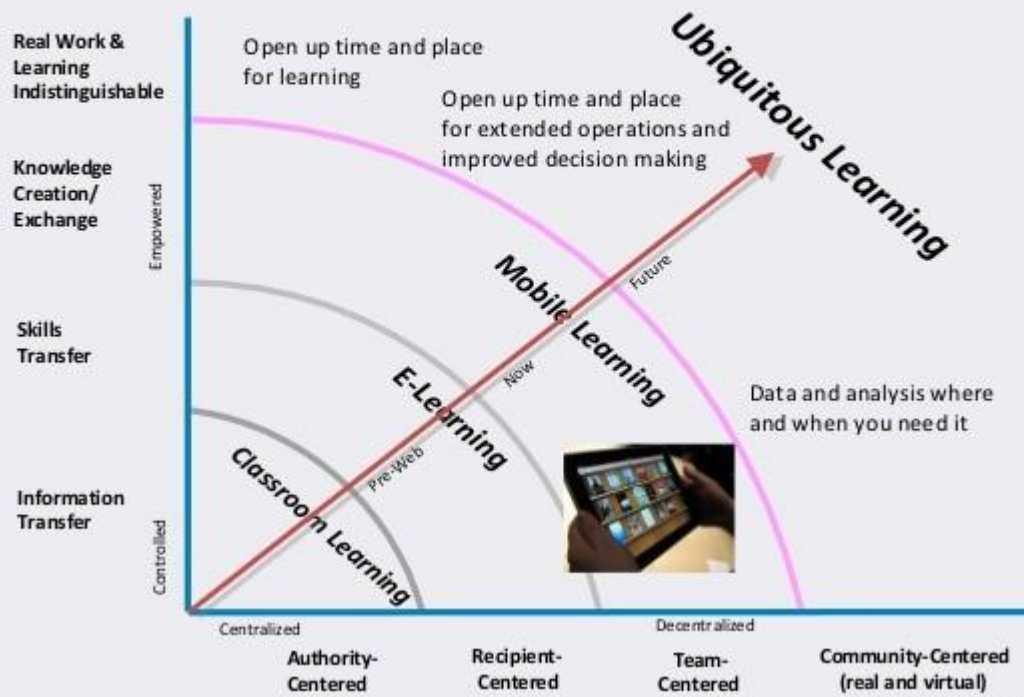 Real Work &
Learning
Indistinguishable
Knowledge
Creation/
Exchange
Skills
Transfer
Information
Transfer
Empowered
Controlled
Open up time and place
for learning
Open up time and place
for extended operations and
improved decision making
Ubiquitous Learning
Future
Mobile Learning
Now
E-Learning
Pre-Web
Classroom Learning
Data and analysis where
and when you need it
Centralized
Decentralized
Authority-
Centered
Recipient-
Centered
Team-
Centered
Community-Centered
(real and virtual)